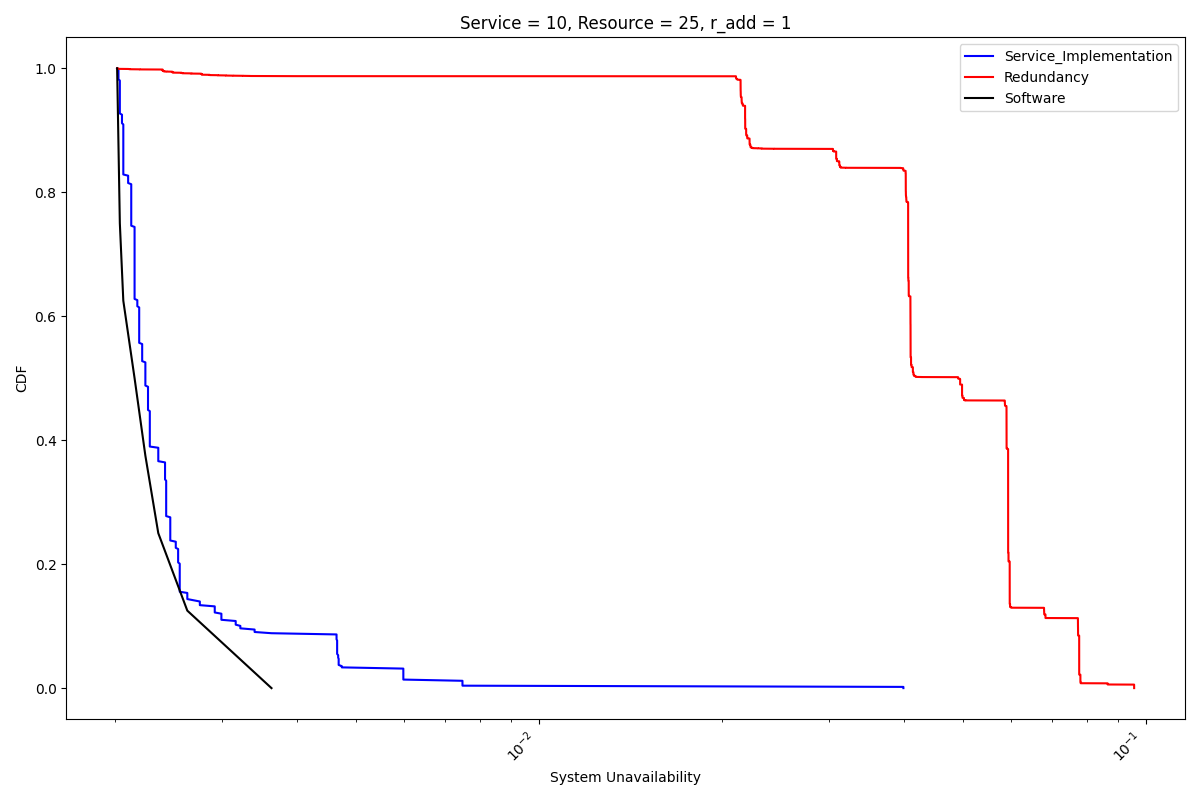 Service = 10, Resource = 25, r_add = 1
Service_Implementation
Redundancy
Software
CDF
1.0
0.8
0.6
0.4
0.2
0.0
10⁻²
10⁻¹
System Unavailability